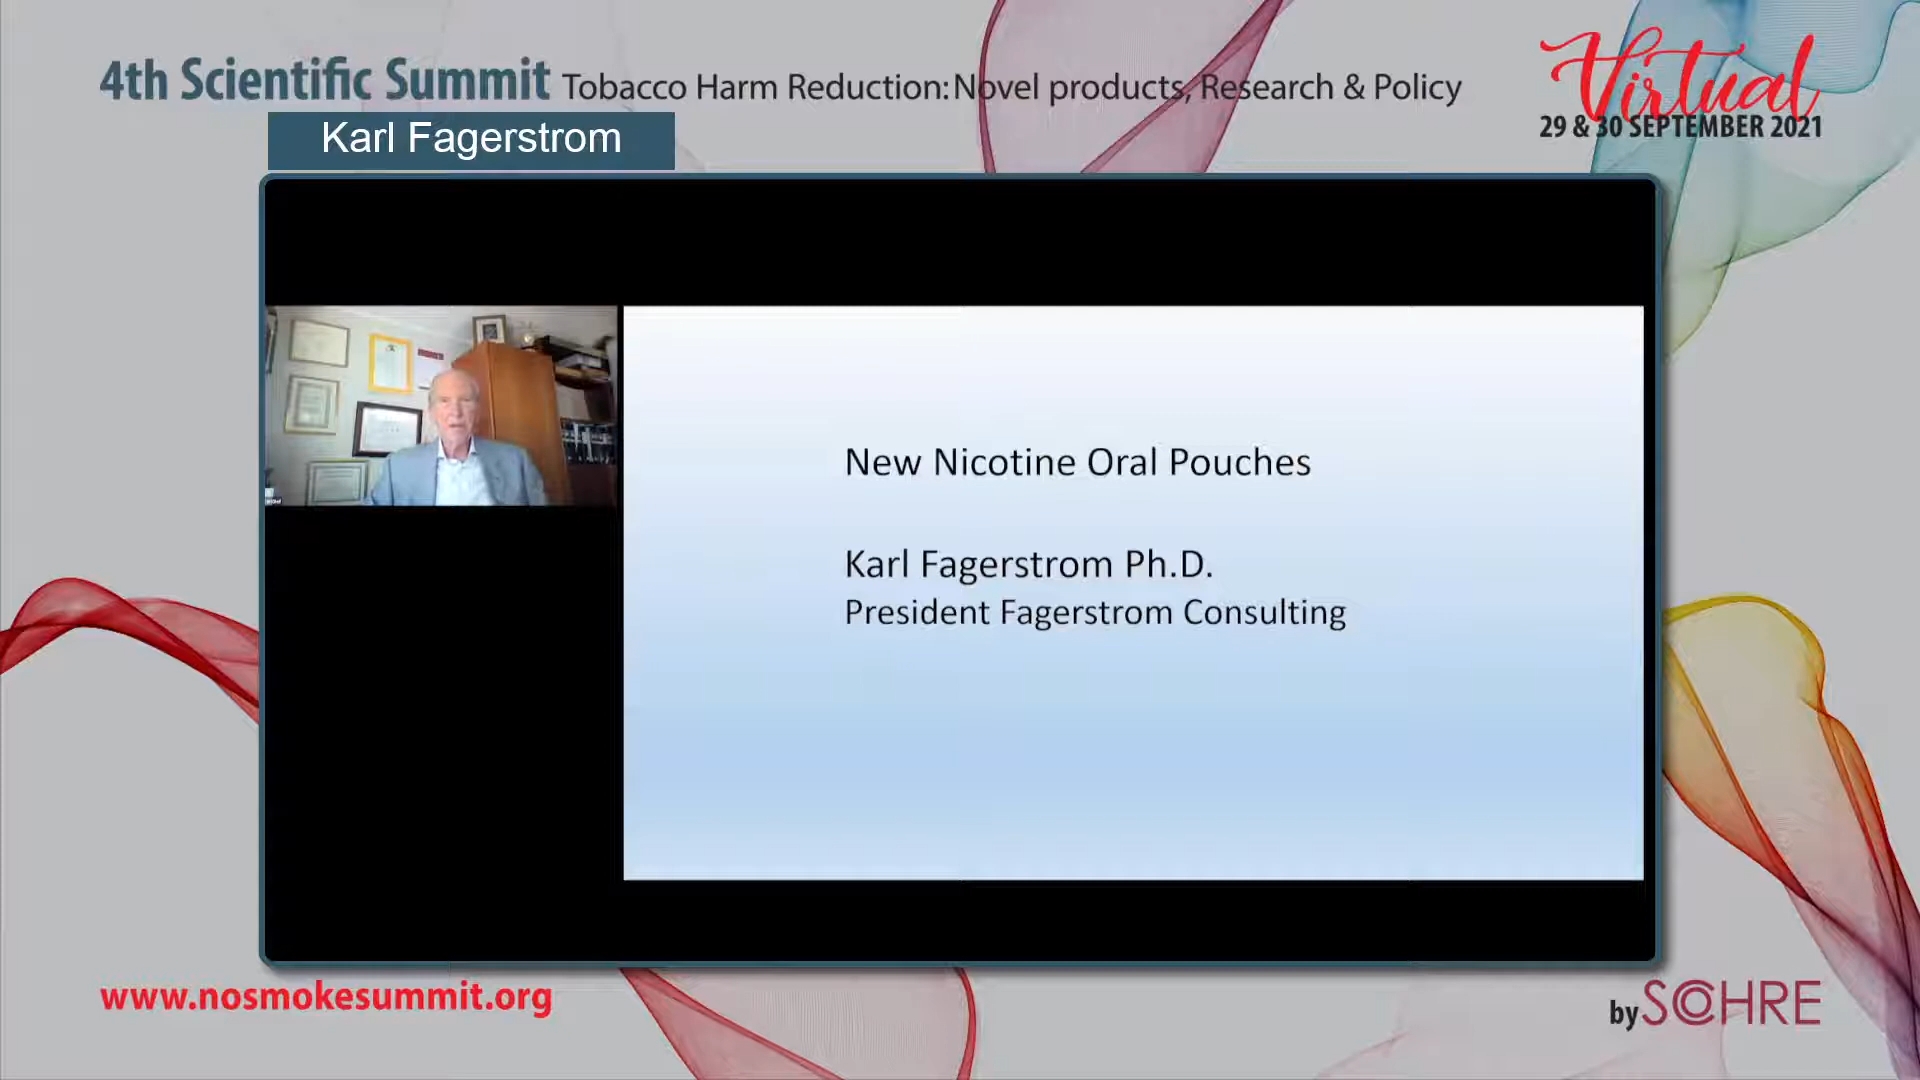 4th Scientific Summit Tobacco Harm Reduction: Novel products, Research & Policy
Virtual
29 & 30 SEPTEMBER 2021
Karl Fagerstrom
New Nicotine Oral Pouches
Karl Fagerstrom Ph.D.
President Fagerstrom Consulting
www.nosmokesummit.org
by SCOHRE